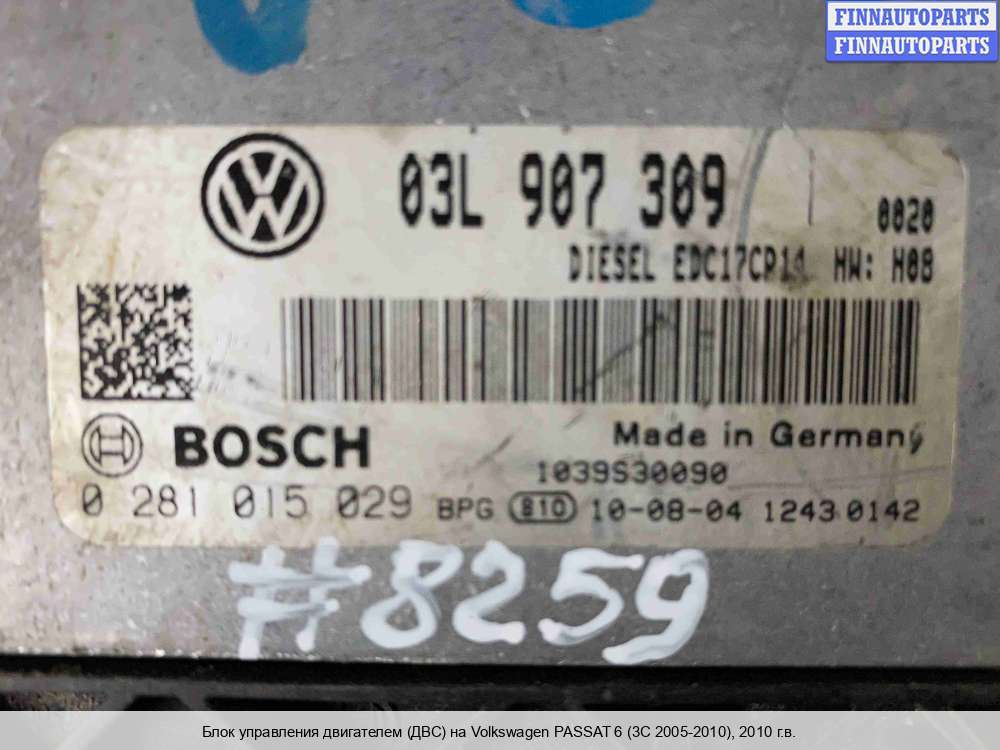 FINNAUTOPARTS
FINNAUTOPARTS
03L 907 309
0020
DIESEL EDC17CP14 HW: H08
BOSCH
Made in Germany
1039S30090
0 281 015 029 BPG 810 10-08-04 1243 0142
#8259
Блок управления двигателем (ДВС) на Volkswagen PASSAT 6 (3C 2005-2010), 2010 г.в.